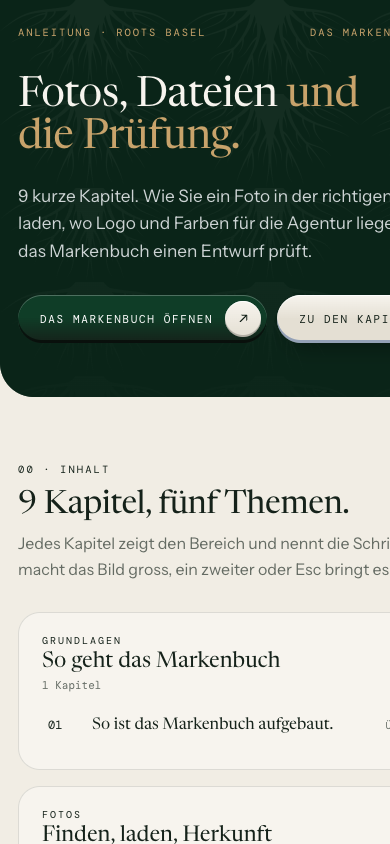 ANLEITUNG · ROOTS BASEL
DAS MARKEN
Fotos, Dateien und
die Prüfung.
9 kurze Kapitel. Wie Sie ein Foto in der richtigen
laden, wo Logo und Farben für die Agentur liege
das Markenbuch einen Entwurf prüft.
DAS MARKENBUCH ÖFFNEN
ZU DEN KAPI
00 · INHALT
9 Kapitel, fünf Themen.
Jedes Kapitel zeigt den Bereich und nennt die Schri
macht das Bild gross, ein zweiter oder Esc bringt es
GRUNDLAGEN
So geht das Markenbuch
1 Kapitel
01 So ist das Markenbuch aufgebaut.
FOTOS
Finden, laden, Herkunft